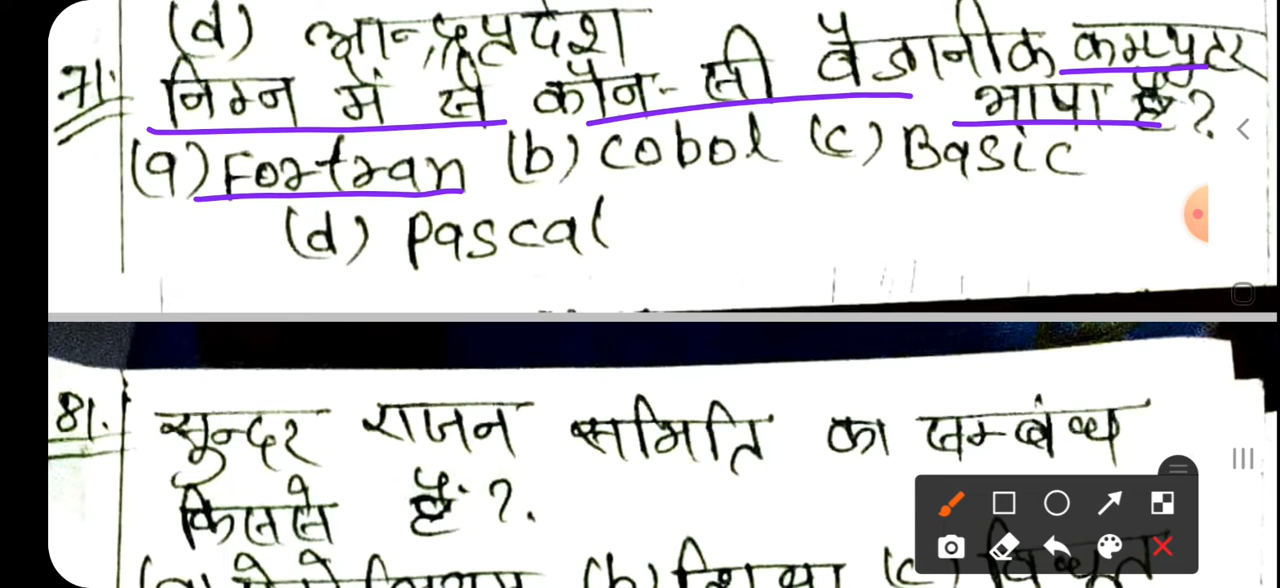 (d) आन्ध्रप्रदेश
71. निम्न में से कौन-सी वैज्ञानीक कम्प्युटर
भाषा है?
(a) Fortran (b) Cobol (c) Basic
(d) Pascal
81. सुन्दर राजन समिति का सम्बंध
किससे है?
(b) शिक्षा (c)